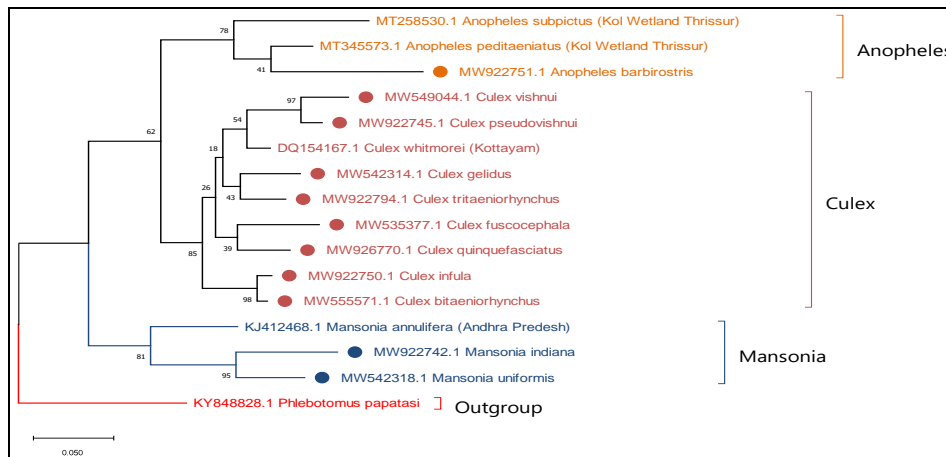 MT258530.1 Anopheles subpictus (Kol Wetland Thrissur)
78
MT345573.1 Anopheles peditaeniatus (Kol Wetland Thrissur)
Anopheles
41
MW922751.1 Anopheles barbirostris
97
MW549044.1 Culex vishnui
54
MW922745.1 Culex pseudovishnui
62
18
DQ154167.1 Culex whitmorei (Kottayam)
MW542314.1 Culex gelidus
26
43
MW922794.1 Culex tritaeniorhynchus
Culex
MW535377.1 Culex fuscocephala
85
39
MW926770.1 Culex quinquefasciatus
MW922750.1 Culex infula
98
MW555571.1 Culex bitaeniorhynchus
KJ412468.1 Mansonia annulifera (Andhra Predesh)
81
MW922742.1 Mansonia indiana
Mansonia
95
MW542318.1 Mansonia uniformis
KY848828.1 Phlebotomus papatasi
Outgroup
0.050